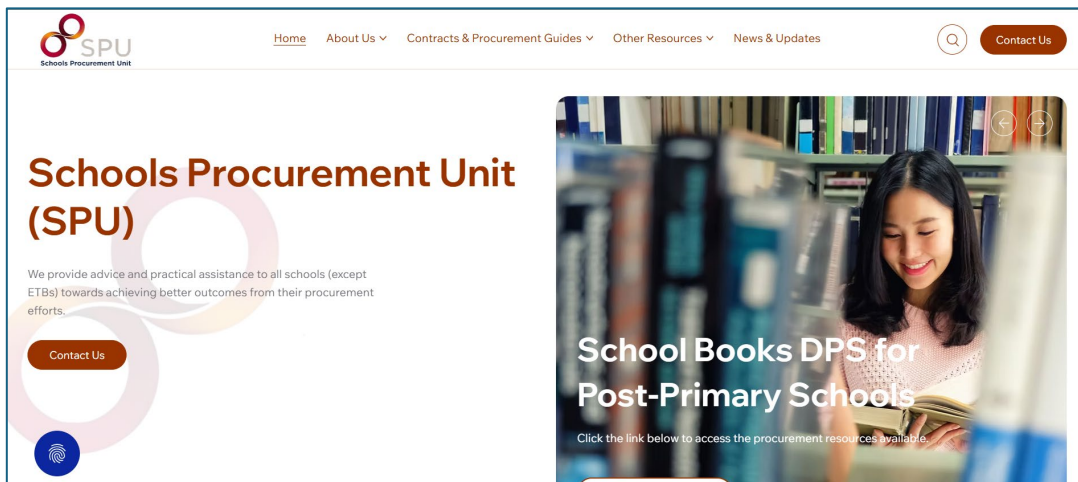 SPU
Schools Procurement Unit
Home
About Us
Contracts & Procurement Guides
Other Resources
News & Updates
Contact Us
Schools Procurement Unit
(SPU)
We provide advice and practical assistance to all schools (except
ETBs) towards achieving better outcomes from their procurement
efforts.
Contact Us
School Books DPS for
Post-Primary Schools
Click the link below to access the procurement resources available.